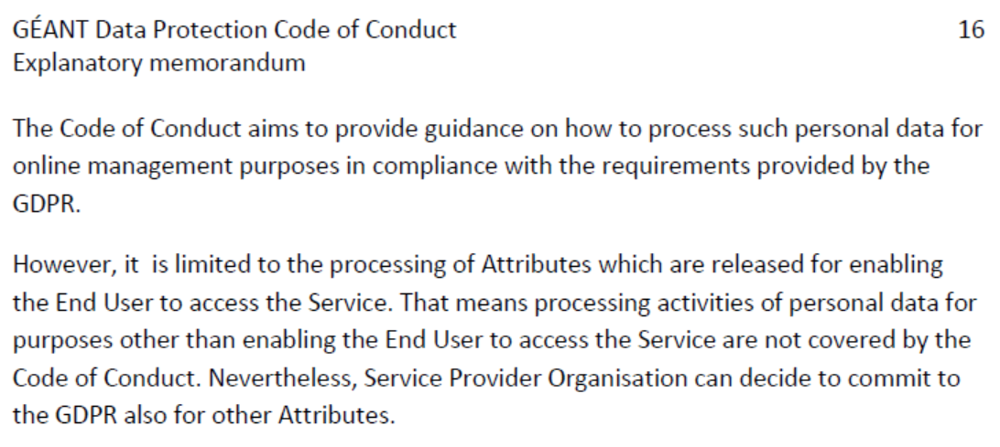 GÉANT Data Protection Code of Conduct 16
Explanatory memorandum
The Code of Conduct aims to provide guidance on how to process such personal data for
online management purposes in compliance with the requirements provided by the
GDPR.
However, it  is limited to the processing of Attributes which are released for enabling
the End User to access the Service. That means processing activities of personal data for
purposes other than enabling the End User to access the Service are not covered by the
Code of Conduct. Nevertheless, Service Provider Organisation can decide to commit to
the GDPR also for other Attributes.